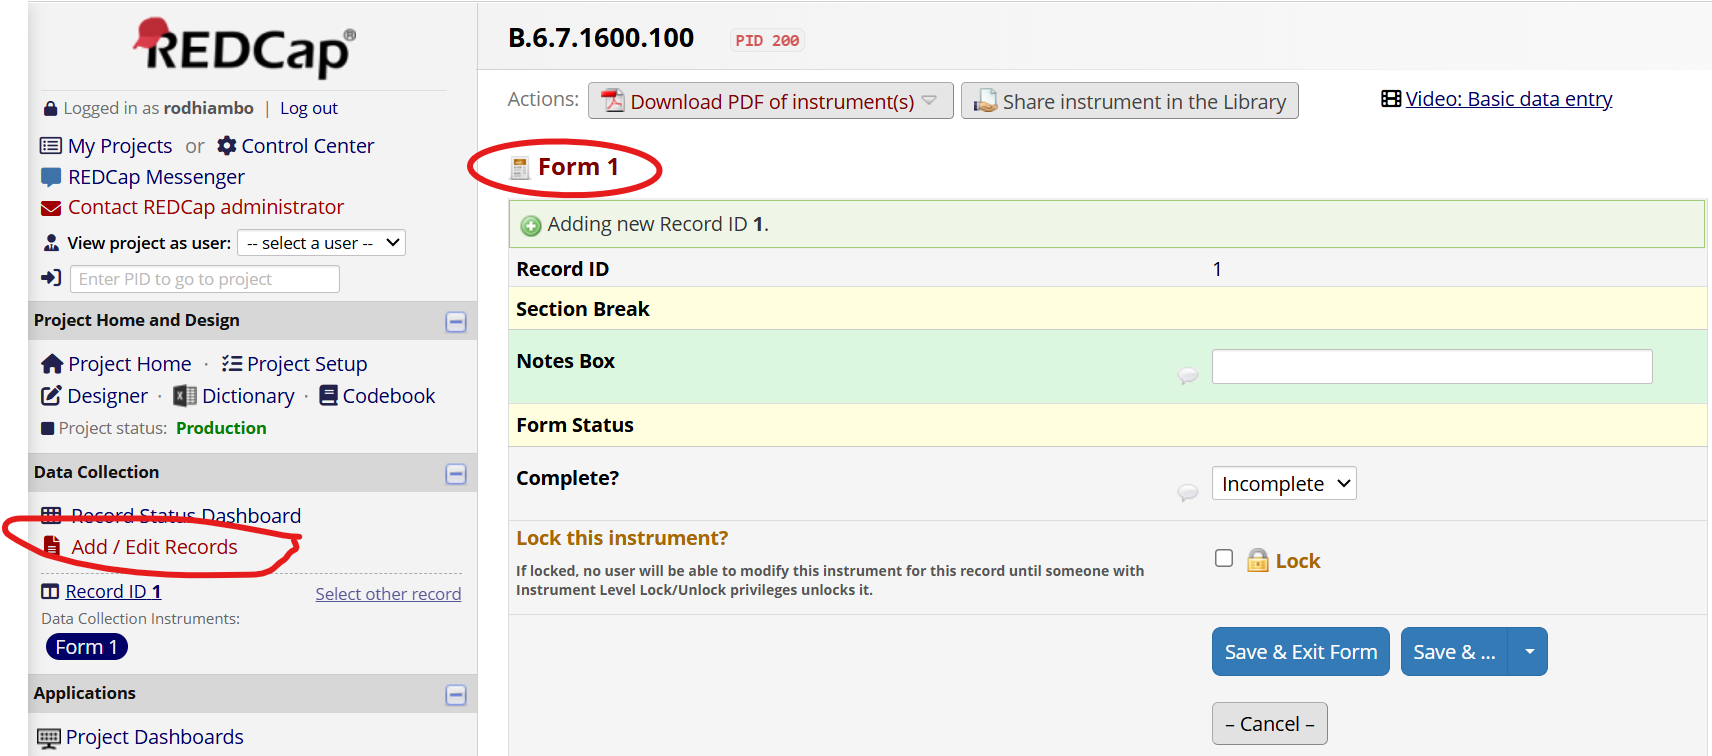 REDCap®
Logged in as rodhiambo | Log out
My Projects or Control Center
REDCap Messenger
Contact REDCap administrator
View project as user: -- select a user --
Enter PID to go to project
Project Home and Design
Project Home · Project Setup
Designer · Dictionary · Codebook
Project status: Production
Data Collection
Record Status Dashboard
Add / Edit Records
Record ID 1 Select other record
Data Collection Instruments:
Form 1
Applications
Project Dashboards
B.6.7.1600.100 PID 200
Actions: Download PDF of instrument(s) Share instrument in the Library Video: Basic data entry
Form 1
Adding new Record ID 1.
Record ID 1
Section Break
Notes Box
Form Status
Complete? Incomplete
Lock this instrument?
If locked, no user will be able to modify this instrument for this record until someone with
Instrument Level Lock/Unlock privileges unlocks it.
Lock
Save & Exit Form Save & ...
– Cancel –